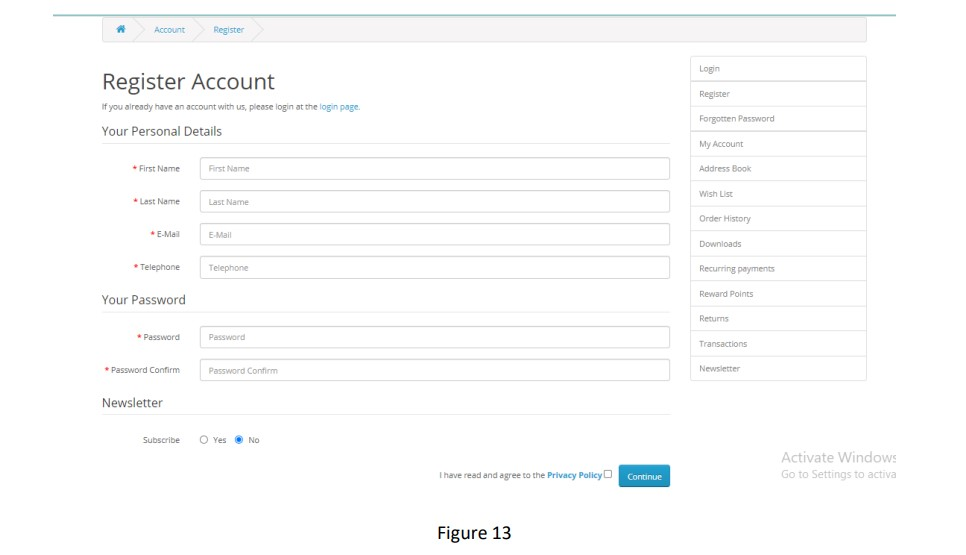 Account Register
Register Account
If you already have an account with us, please login at the login page.
Your Personal Details
* First Name First Name
* Last Name Last Name
* E-Mail E-Mail
* Telephone Telephone
Your Password
* Password Password
* Password Confirm Password Confirm
Newsletter
Subscribe Yes No
I have read and agree to the Privacy Policy Continue
Login
Register
Forgotten Password
My Account
Address Book
Wish List
Order History
Downloads
Recurring payments
Reward Points
Returns
Transactions
Newsletter
Activate Windows
Go to Settings to activa
Figure 13